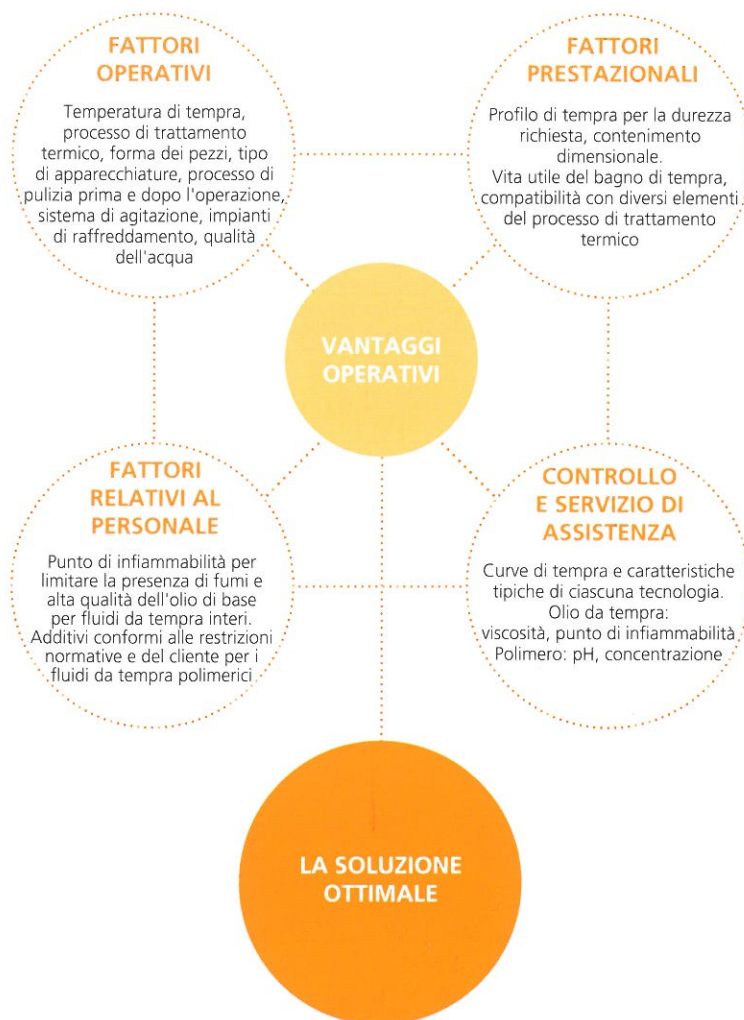 FATTORI
OPERATIVI
Temperatura di tempra,
processo di trattamento
termico, forma dei pezzi, tipo
di apparecchiature, processo di
pulizia prima e dopo l'operazione,
sistema di agitazione, impianti
di raffreddamento, qualità
dell'acqua
FATTORI
PRESTAZIONALI
Profilo di tempra per la durezza
richiesta, contenimento
dimensionale.
Vita utile del bagno di tempra,
compatibilità con diversi elementi
del processo di trattamento
termico
VANTAGGI
OPERATIVI
FATTORI
RELATIVI AL
PERSONALE
Punto di infiammabilità per
limitare la presenza di fumi e
alta qualità dell'olio di base
per fluidi da tempra interi.
Additivi conformi alle restrizioni
normative e del cliente per i
fluidi da tempra polimerici
CONTROLLO
E SERVIZIO DI
ASSISTENZA
Curve di tempra e caratteristiche
tipiche di ciascuna tecnologia.
Olio da tempra:
viscosità, punto di infiammabilità
Polimero: pH, concentrazione
LA SOLUZIONE
OTTIMALE